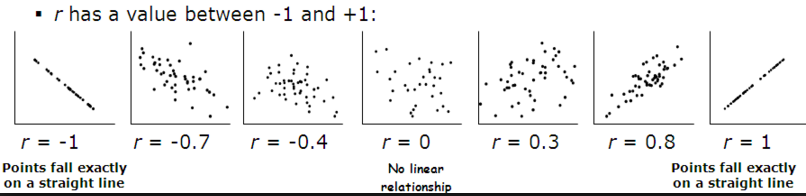 ▪ r has a value between -1 and +1:
r = -1 r = -0.7 r = -0.4 r = 0 r = 0.3 r = 0.8 r = 1
Points fall exactly
on a straight line
No linear
relationship
Points fall exactly
on a straight line